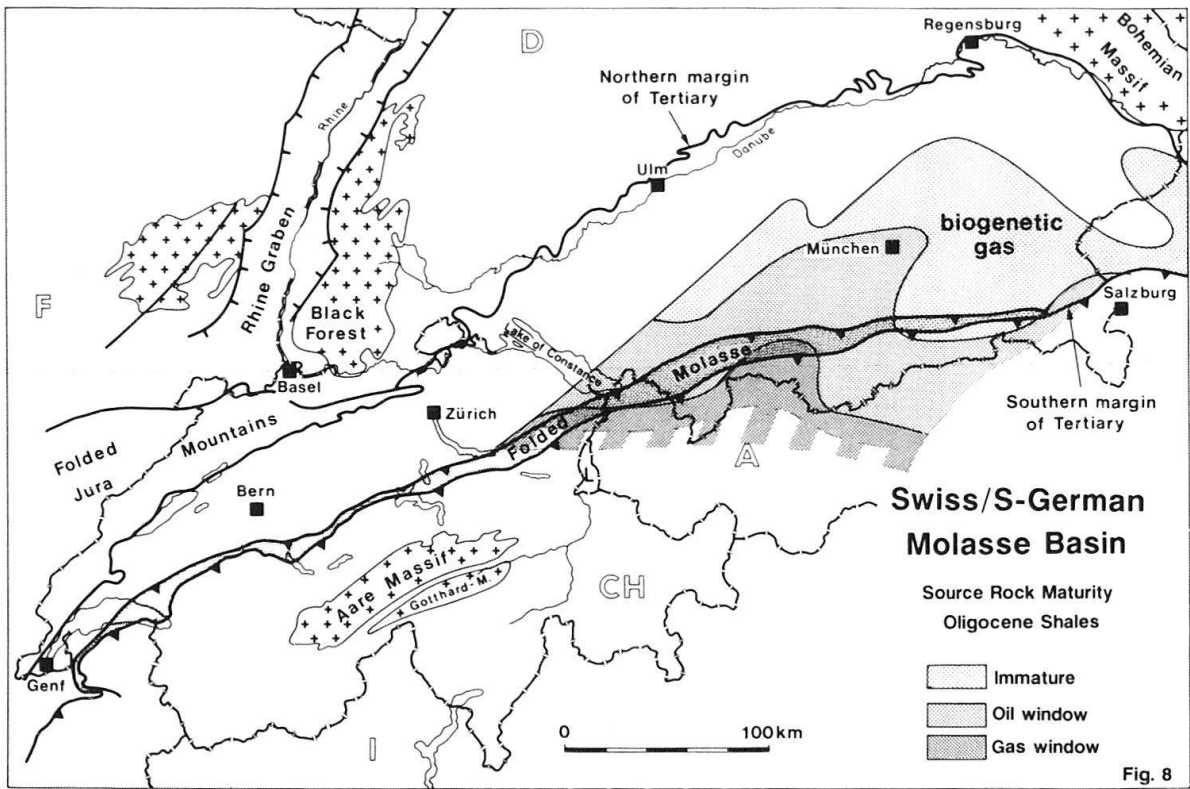 D
Regensburg
Bohemian
Massif
Northern margin
of Tertiary
Rhine
Danube
Ulm
biogenetic
gas
München
Rhine Graben
F
Black
Forest
Salzburg
Lake of Constance
Molasse
R
Basel
Zürich
Folded
Southern margin
of Tertiary
Mountains
Folded
Jura
A
Bern
Swiss/S-German
Molasse Basin
Aare Massif
Gotthard-M.
CH
Source Rock Maturity
Oligocene Shales
Genf
Immature
0 100 km
Oil window
I
Gas window
Fig. 8